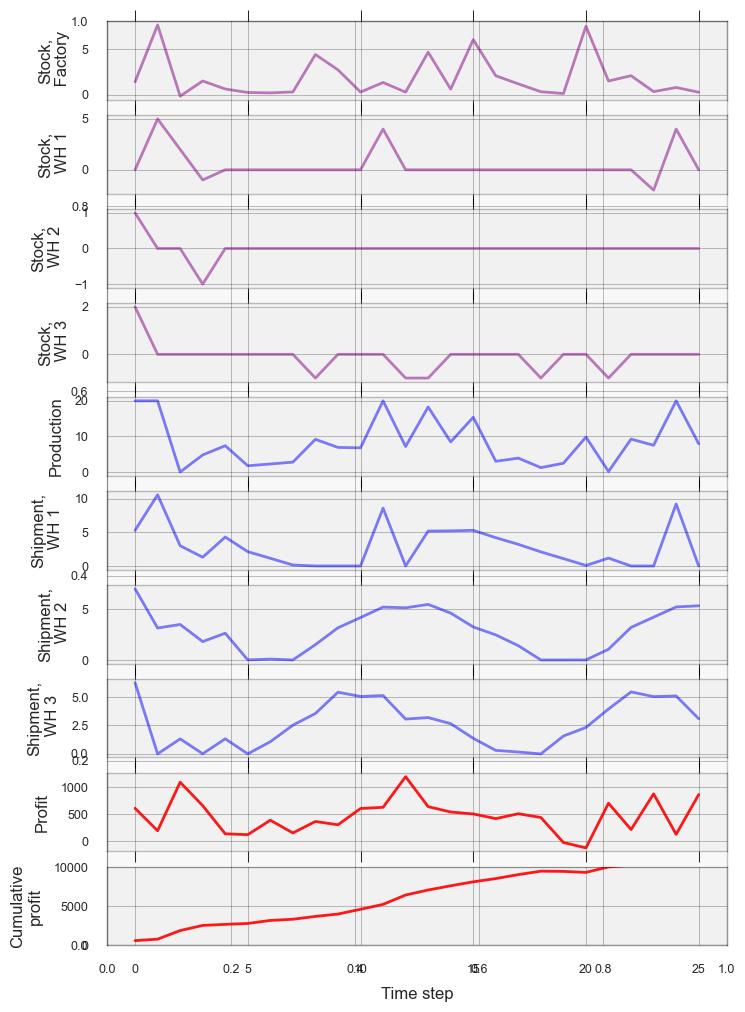 1.0
5
0
Stock,
Factory
5
0
Stock,
WH 1
0.8
1
0
−1
Stock,
WH 2
2
0
Stock,
WH 3
0.6
20
10
0
Production
10
5
0
Shipment,
WH 1
0.4
5
0
Shipment,
WH 2
5.0
2.5
0.0
Shipment,
WH 3
0.2
1000
500
0
Profit
10000
5000
0
0.0
Cumulative
profit
0.0 0 0.2 5 0.4 10 15 0.6 20 0.8 25 1.0
Time step